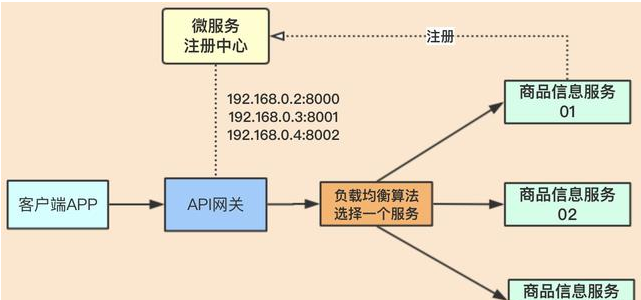 微服务
注册中心
注册
192.168.0.2:8000
192.168.0.3:8001
192.168.0.4:8002
商品信息服务
01
客户端APP
API网关
负载均衡算法
选择一个服务
商品信息服务
02
商品信息服务